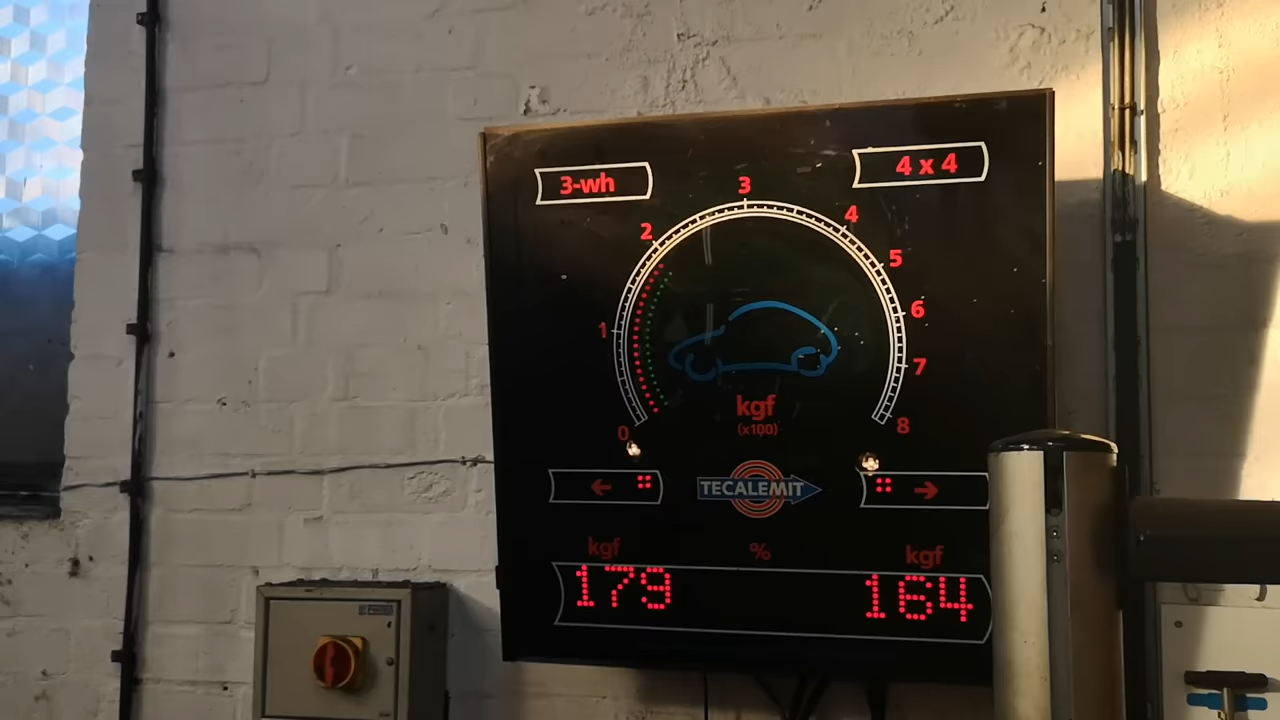 3-wh
4 x 4
3
2
4
5
1
6
7
0
8
kgf
(x100)
TECALEMIT
kgf
%
kgf
179
164